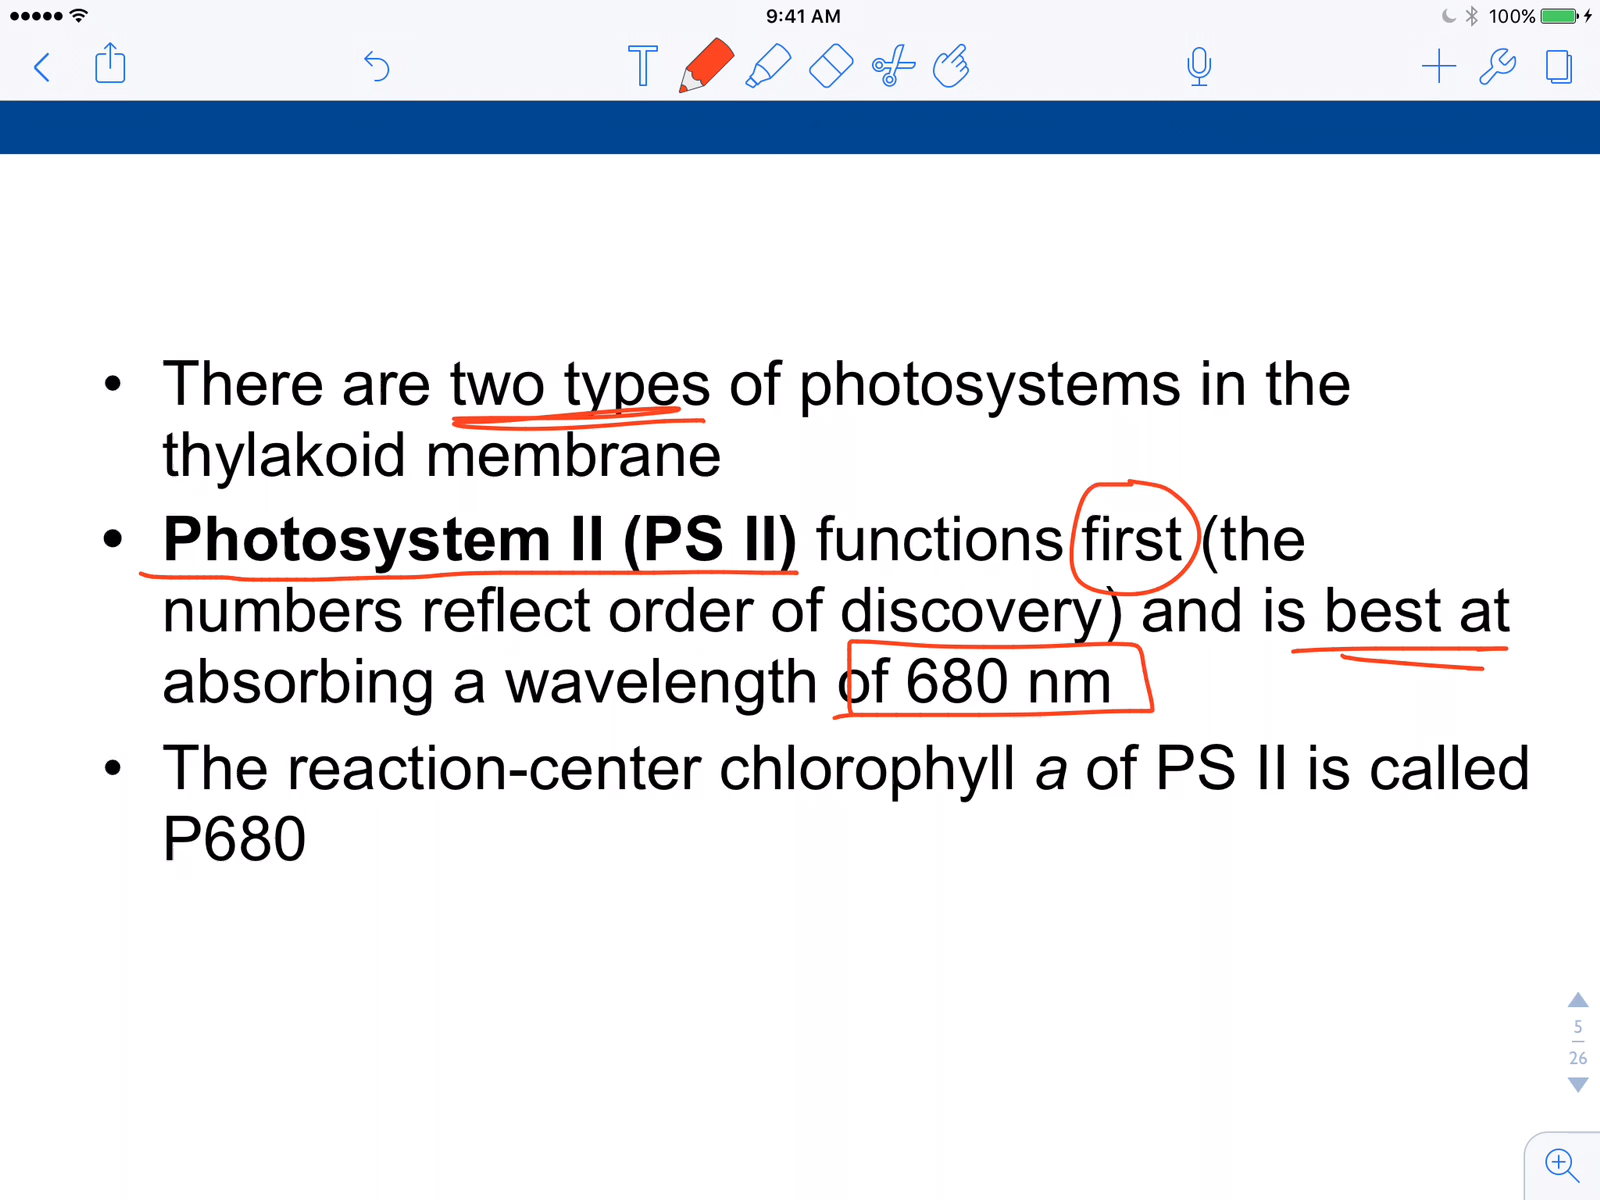 9:41 AM
100%
T
• There are two types of photosystems in the
thylakoid membrane
• Photosystem II (PS II) functions first (the
numbers reflect order of discovery) and is best at
absorbing a wavelength of 680 nm
• The reaction-center chlorophyll a of PS II is called
P680
5
26